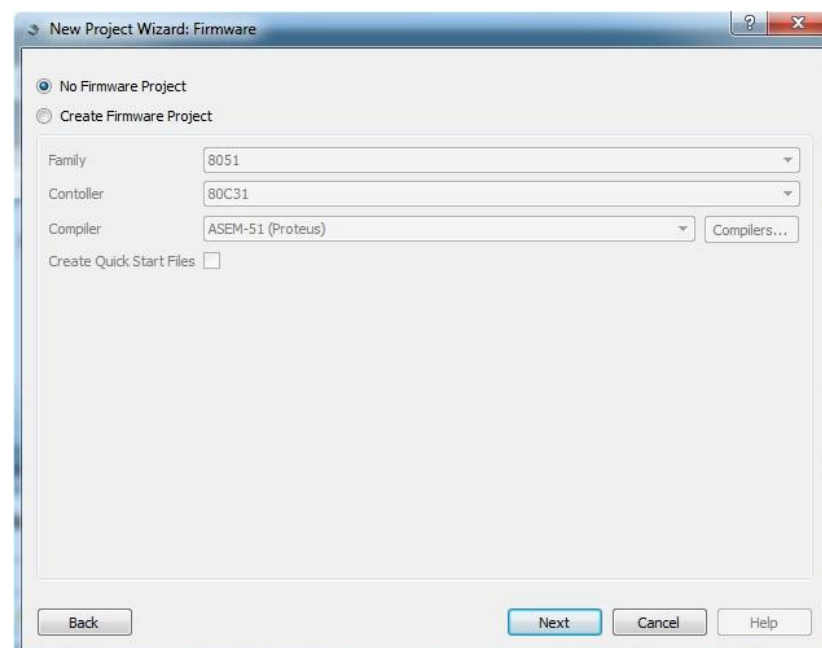 New Project Wizard: Firmware
No Firmware Project
Create Firmware Project
Family 8051
Contoller 80C31
Compiler ASEM-51 (Proteus) Compilers...
Create Quick Start Files
Back Next Cancel Help